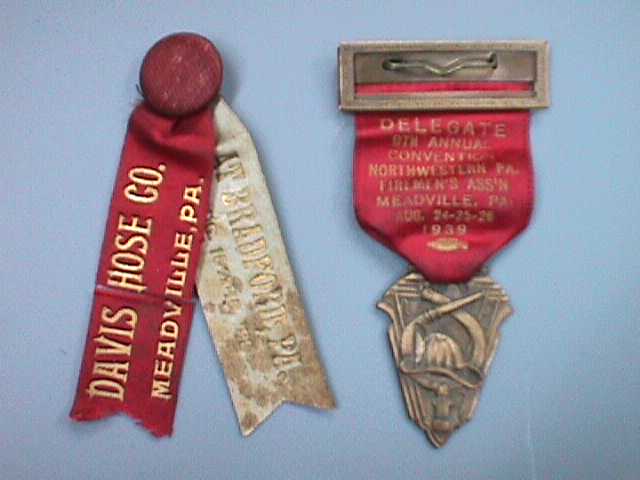 DAVIS HOSE CO.
MEADVILLE, PA.
AT BRADFORD, PA.
DELEGATE
9TH ANNUAL
CONVENTION
NORTHWESTERN PA.
FIREMEN'S ASS'N
MEADVILLE, PA.
AUG. 24-25-26
1939